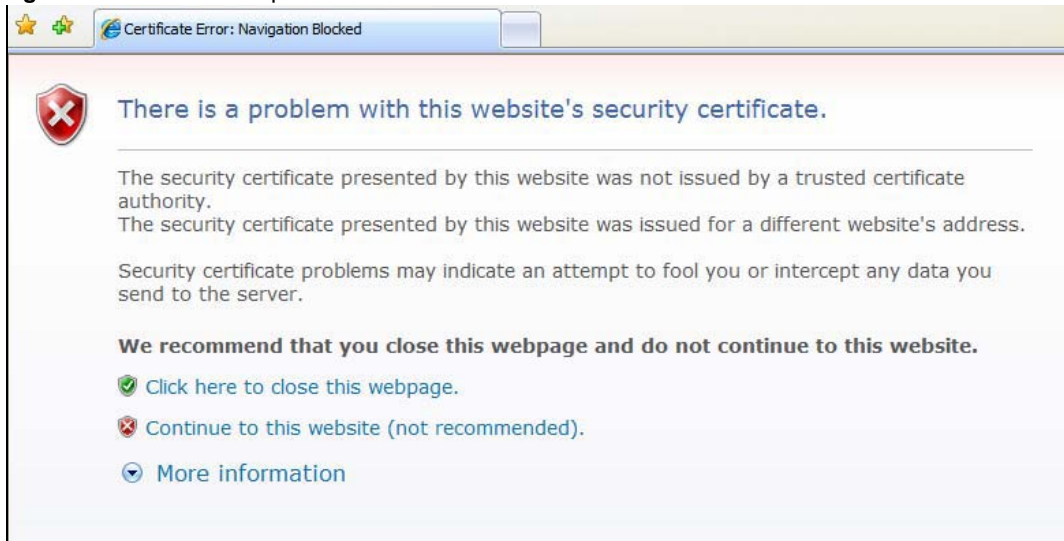 Certificate Error: Navigation Blocked
There is a problem with this website's security certificate.
The security certificate presented by this website was not issued by a trusted certificate
authority.
The security certificate presented by this website was issued for a different website's address.
Security certificate problems may indicate an attempt to fool you or intercept any data you
send to the server.
We recommend that you close this webpage and do not continue to this website.
Click here to close this webpage.
Continue to this website (not recommended).
More information